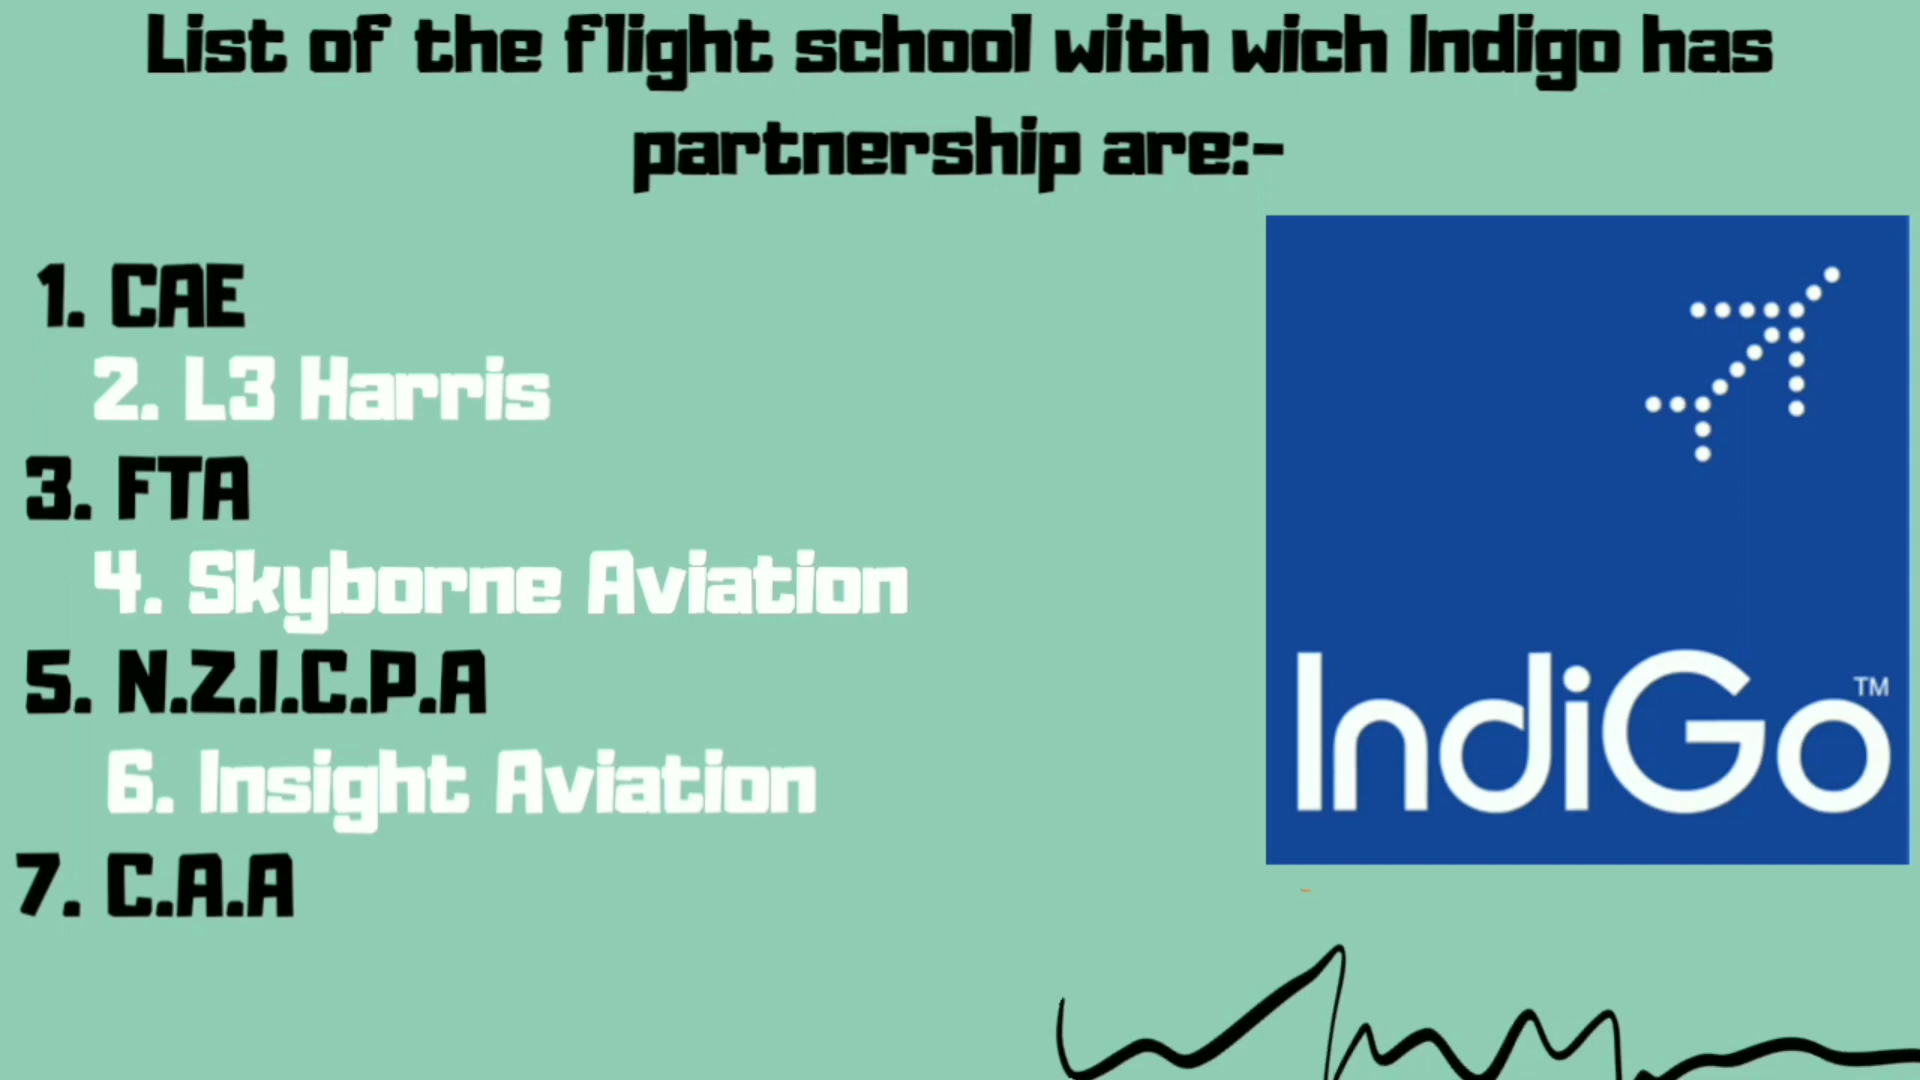 List of the flight school with wich Indigo has
partnership are:-
1. CAE
2. L3 Harris
3. FTA
4. Skyborne Aviation
5. N.Z.I.C.P.A
6. Insight Aviation
7. C.A.A
IndiGo™